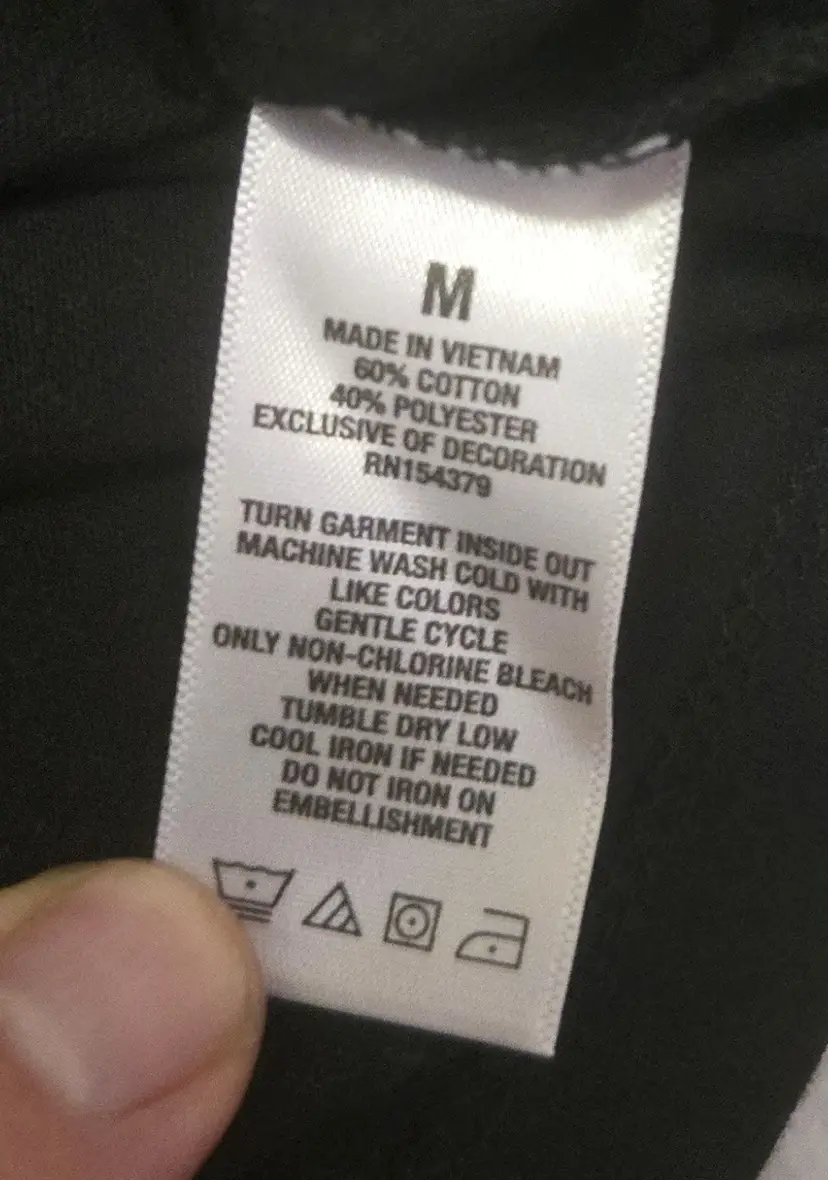 M
MADE IN VIETNAM
60% COTTON
40% POLYESTER
EXCLUSIVE OF DECORATION
RN154379
TURN GARMENT INSIDE OUT
MACHINE WASH COLD WITH
LIKE COLORS
GENTLE CYCLE
ONLY NON-CHLORINE BLEACH
WHEN NEEDED
TUMBLE DRY LOW
COOL IRON IF NEEDED
DO NOT IRON ON
EMBELLISHMENT